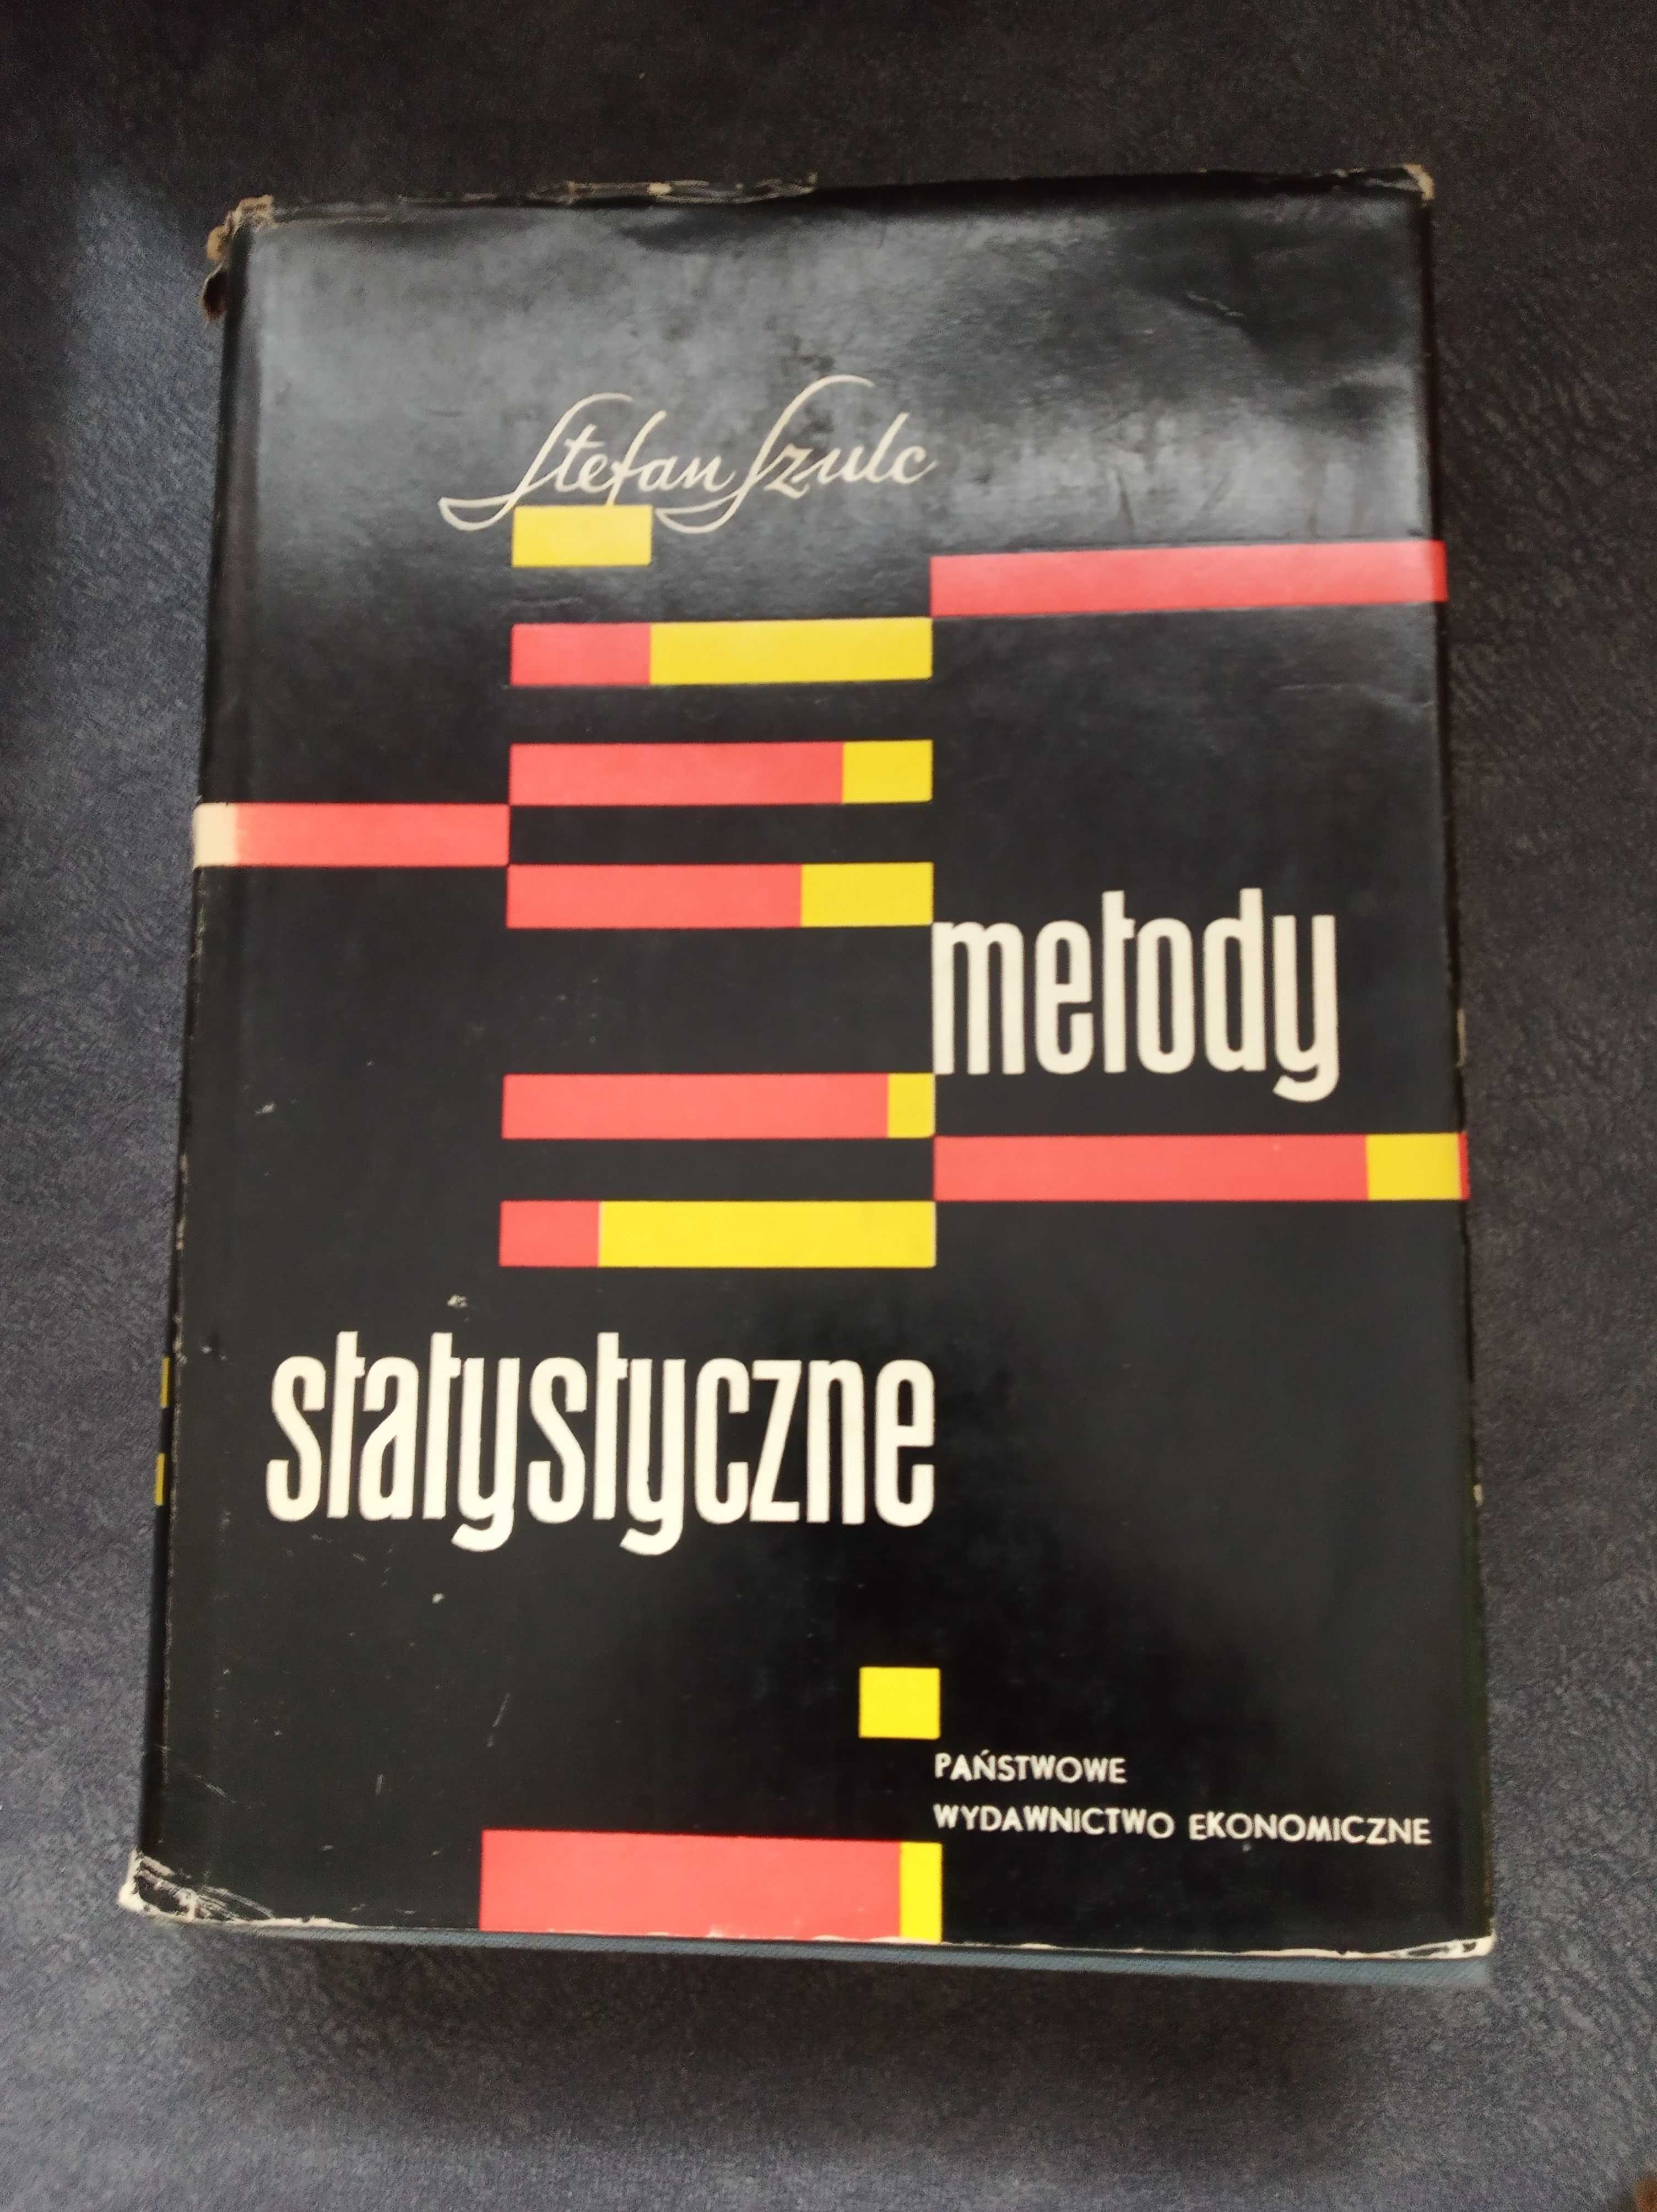 Stefan Szulc
metody
statystyczne
PAŃSTWOWE
WYDAWNICTWO EKONOMICZNE